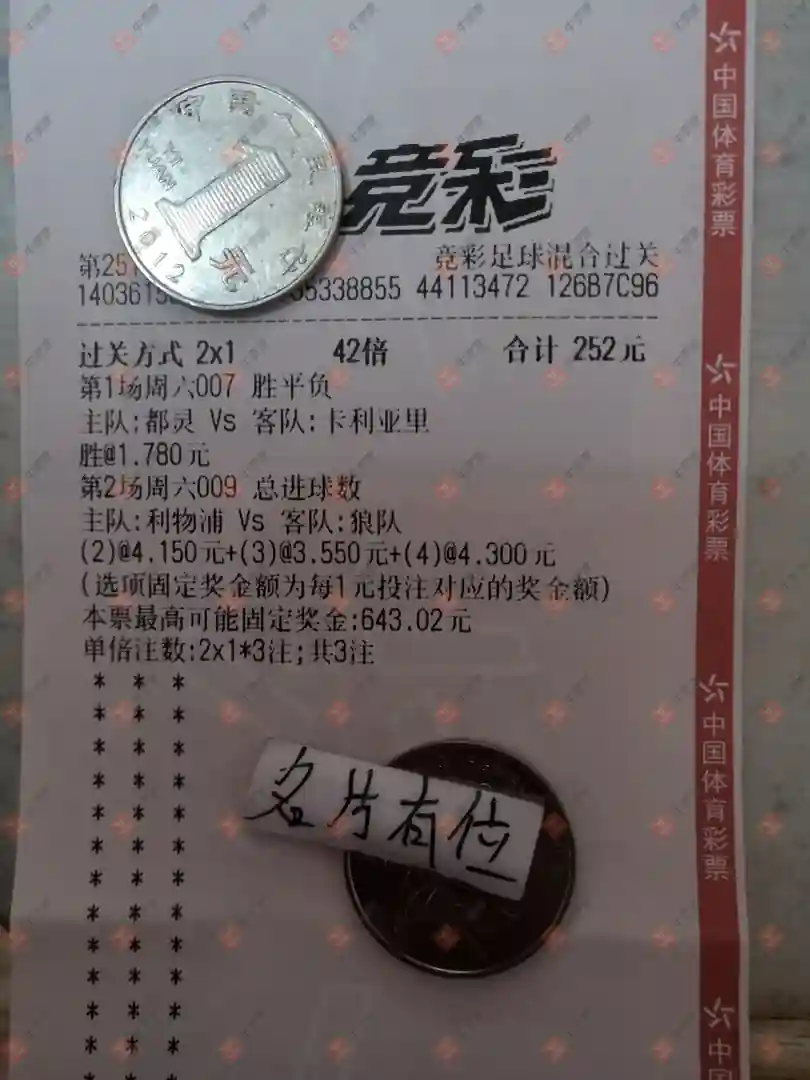 竞彩
第251
竞彩足球混合过关
35338855 44113472 126B7C96
过关方式 2x1 42倍 合计 252元
第1场周六007 胜平负
主队:都灵 Vs 客队:卡利亚里
胜@1.780元
第2场周六009 总进球数
主队:利物浦 Vs 客队:狼队
(2)@4.150元+(3)@3.550元+(4)@4.300元
(选项固定奖金额为每1元投注对应的奖金额)
本票最高可能固定奖金:643.02元
单倍注数:2x1*3注;共3注
* * *
* * *
* * *
* * *
* * *
* * *
* * *
* * *
* * *
* * *
* * *
* * *
* * *
名片有位
YI YUAN
1
元
2012
中国体育彩票
中国体育彩票
中国体育彩票
中国